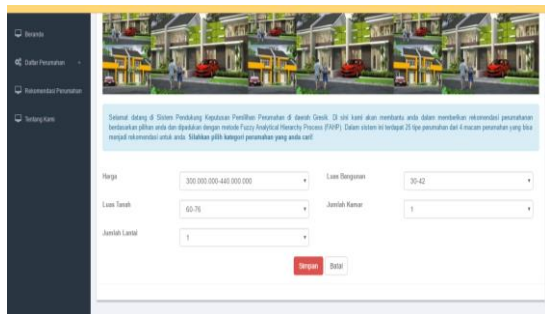 Beranda
Daftar Perumahan
Rekomendasi Perumahan
Tentang Kami
Selamat datang di Sistem Pendukung Keputusan Pemilihan Perumahan di daerah Gresik. Di sini kami akan membantu anda dalam memberikan rekomendasi perumahanan
berdasarkan pilihan anda dan dipadukan dengan metode Fuzzy Analytical Hierarcy Process (FAHP). Dalam sistem ini terdapat 25 tipe perumahan dari 4 macam perumahan yang bisa
menjadi rekomendasi untuk anda. Silahkan pilih kategori perumahan yang anda cari!
Harga 300.000.000-440.000.000 Luas Bangunan 30-42
Luas Tanah 60-76 Jumlah Kamar 1
Jumlah Lantai 1
Simpan Batal